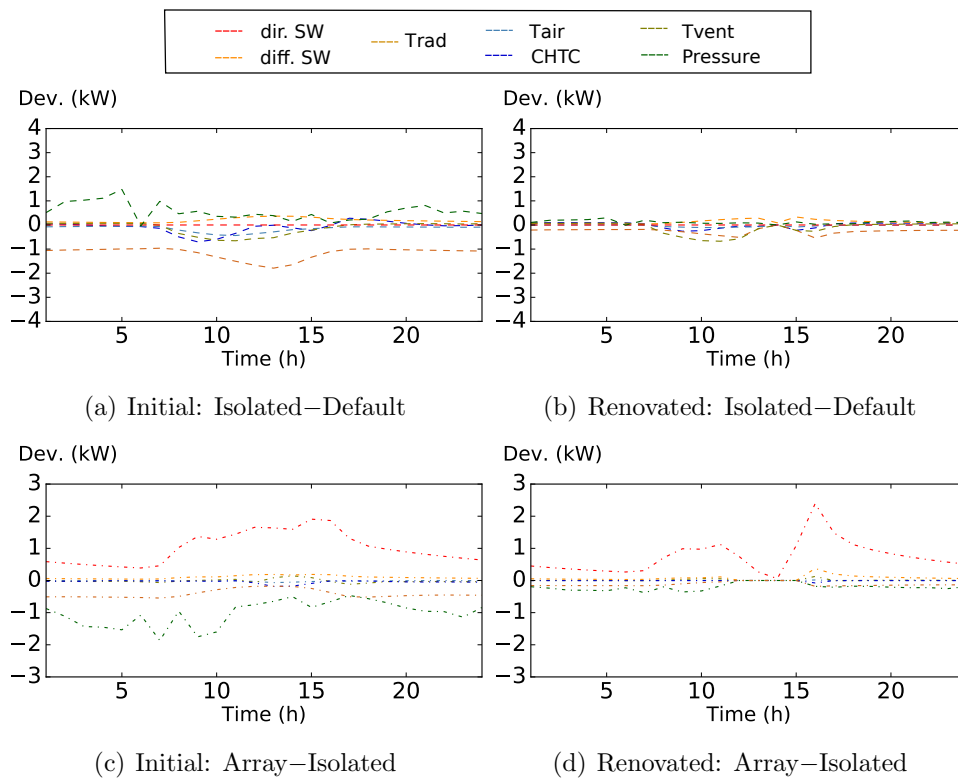 dir. SW Trad Tair Tvent
diff. SW CHTC Pressure
Dev. (kW) Dev. (kW)
4 4
3 3
2 2
1 1
0 0
−1 −1
−2 −2
−3 −3
−4 −4
5 10 15 20 5 10 15 20
Time (h) Time (h)
(a) Initial: Isolated−Default (b) Renovated: Isolated−Default
Dev. (kW) Dev. (kW)
3 3
2 2
1 1
0 0
−1 −1
−2 −2
−3 −3
5 10 15 20 5 10 15 20
Time (h) Time (h)
(c) Initial: Array−Isolated (d) Renovated: Array−Isolated